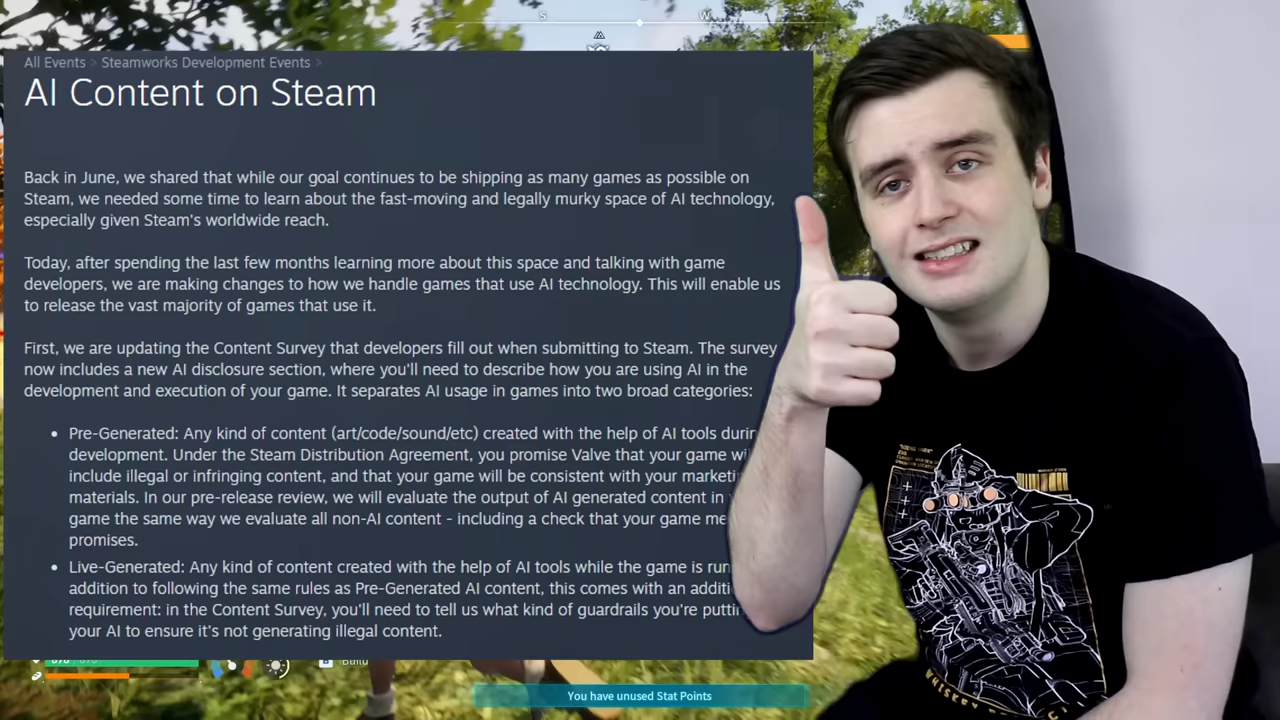 S
W
All Events > Steamworks Development Events >
AI Content on Steam
Back in June, we shared that while our goal continues to be shipping as many games as possible on
Steam, we needed some time to learn about the fast-moving and legally murky space of AI technology,
especially given Steam's worldwide reach.
Today, after spending the last few months learning more about this space and talking with game
developers, we are making changes to how we handle games that use AI technology. This will enable us
to release the vast majority of games that use it.
First, we are updating the Content Survey that developers fill out when submitting to Steam. The survey
now includes a new AI disclosure section, where you'll need to describe how you are using AI in the
development and execution of your game. It separates AI usage in games into two broad categories:
• Pre-Generated: Any kind of content (art/code/sound/etc) created with the help of AI tools durin
development. Under the Steam Distribution Agreement, you promise Valve that your game wi
include illegal or infringing content, and that your game will be consistent with your marketi
materials. In our pre-release review, we will evaluate the output of AI generated content in
game the same way we evaluate all non-AI content - including a check that your game me
promises.
• Live-Generated: Any kind of content created with the help of AI tools while the game is run
addition to following the same rules as Pre-Generated AI content, this comes with an additi
requirement: in the Content Survey, you'll need to tell us what kind of guardrails you're puttin
your AI to ensure it's not generating illegal content.
Build
You have unused Stat Points
WHISKEY